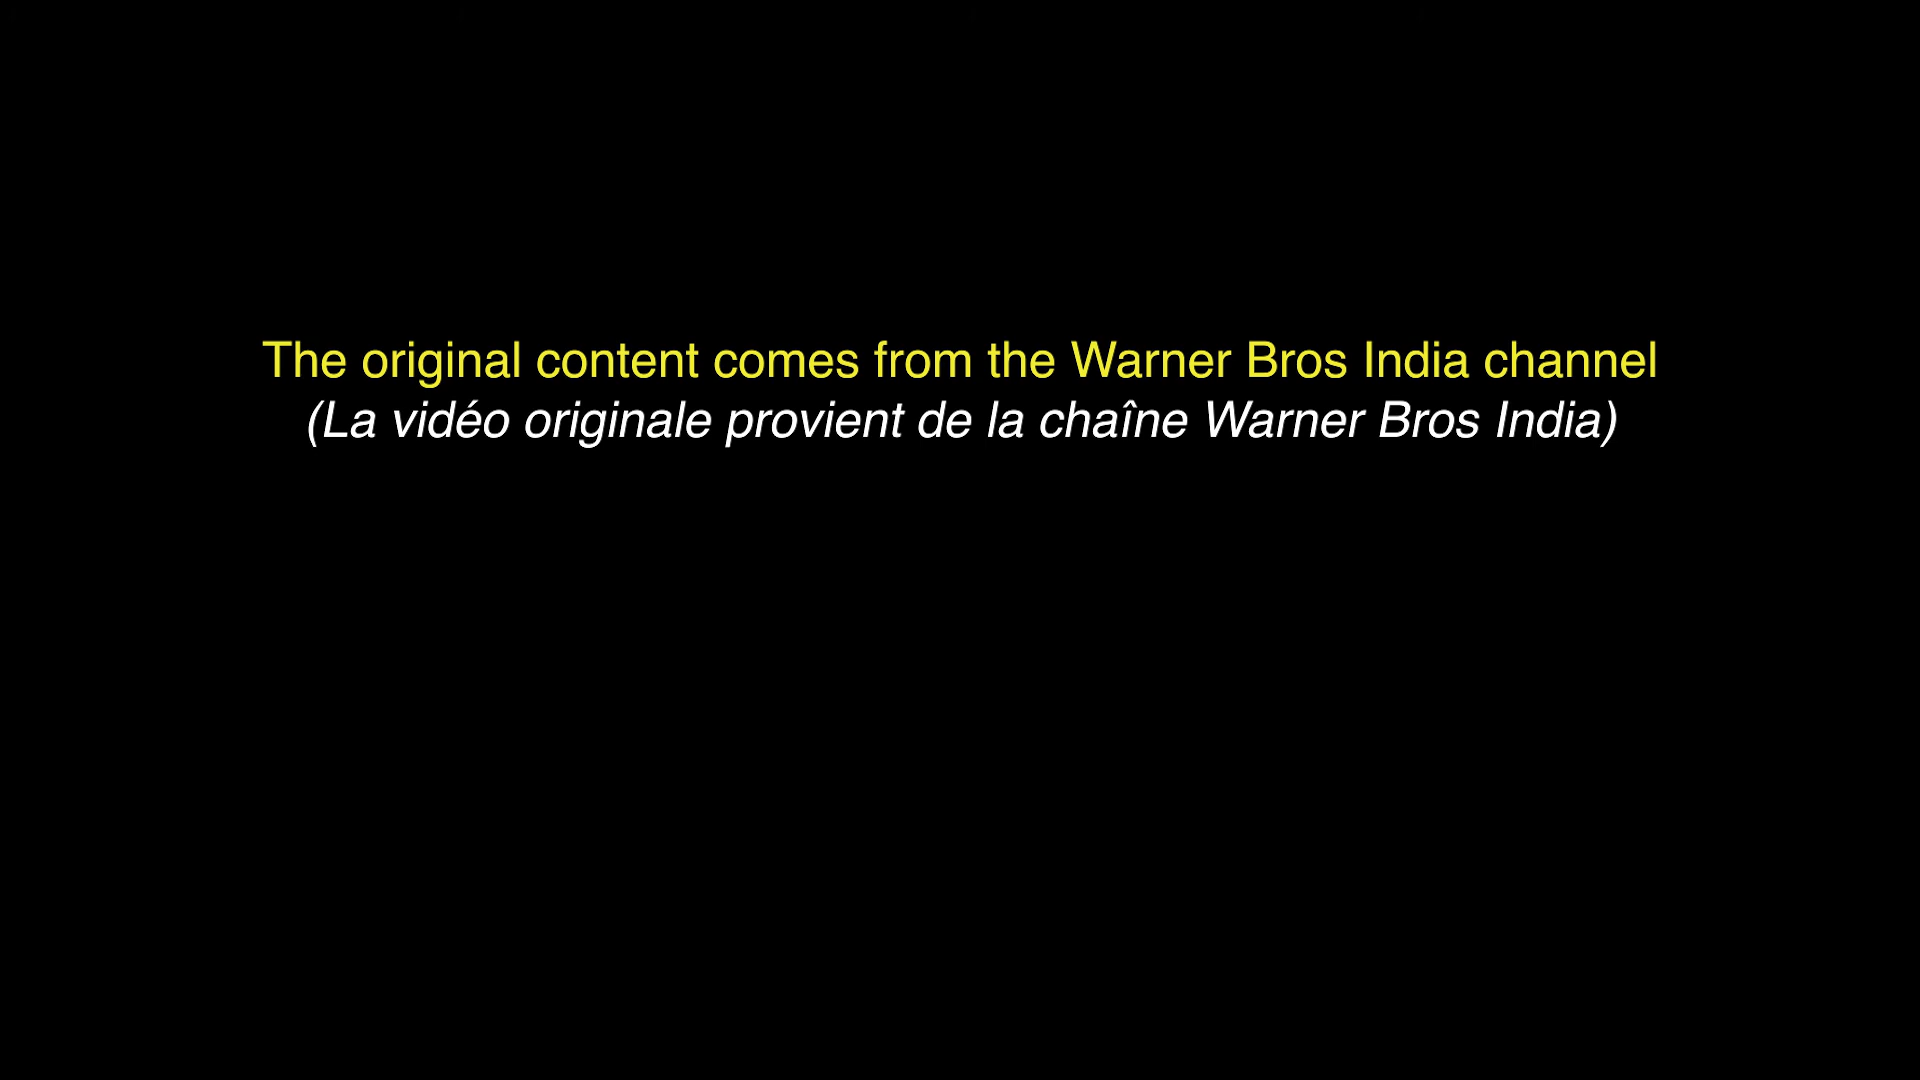 The original content comes from the Warner Bros India channel
(La vidéo originale provient de la chaîne Warner Bros India)